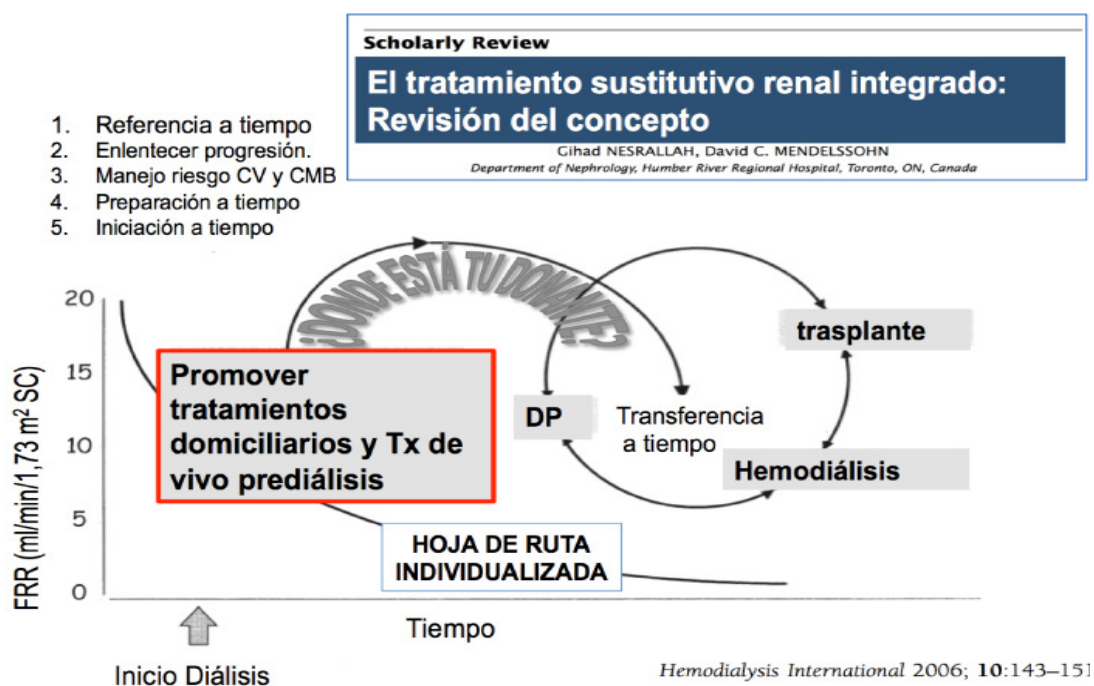 Scholarly Review
El tratamiento sustitutivo renal integrado:
Revisión del concepto
Gihad NESRALLAH, David C. MENDELSSOHN
Department of Nephrology, Humber River Regional Hospital, Toronto, ON, Canada
1. Referencia a tiempo
2. Enlentecer progresión.
3. Manejo riesgo CV y CMB
4. Preparación a tiempo
5. Iniciación a tiempo
¿DONDE ESTÁ TU DONANTE?
FRR (ml/min/1,73 m² SC)
20
15
10
5
0
Promover
tratamientos
domiciliarios y Tx de
vivo prediálisis
DP
Transferencia
a tiempo
trasplante
Hemodiálisis
HOJA DE RUTA
INDIVIDUALIZADA
Tiempo
Inicio Diálisis
Hemodialysis International 2006; 10:143–151